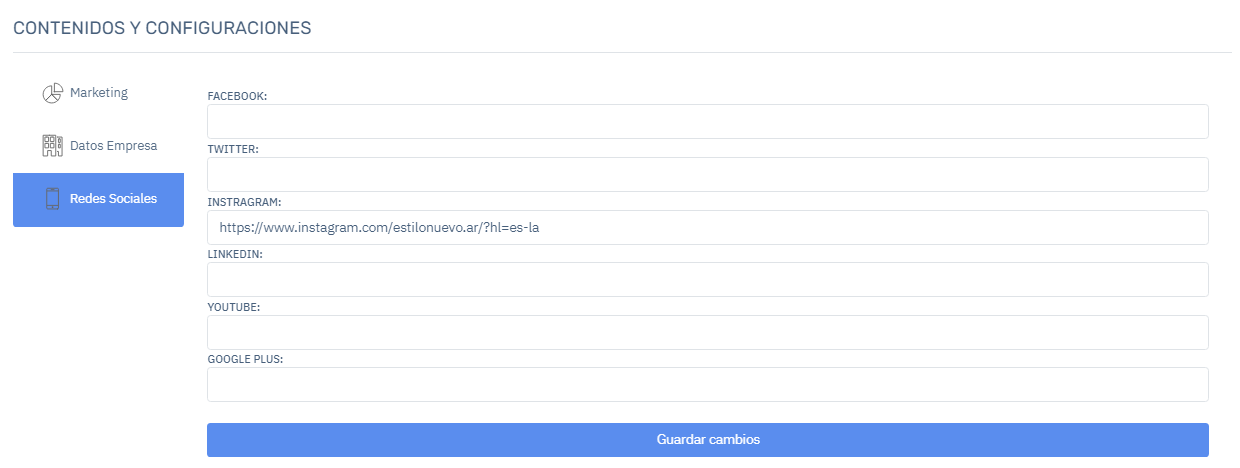 CONTENIDOS Y CONFIGURACIONES
Marketing
Datos Empresa
Redes Sociales
FACEBOOK:
TWITTER:
INSTRAGRAM:
https://www.instagram.com/estilonuevo.ar/?hl=es-la
LINKEDIN:
YOUTUBE:
GOOGLE PLUS:
Guardar cambios